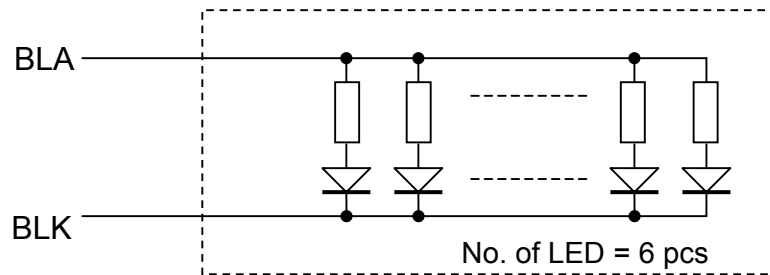 BLA
BLK
No. of LED = 6 pcs